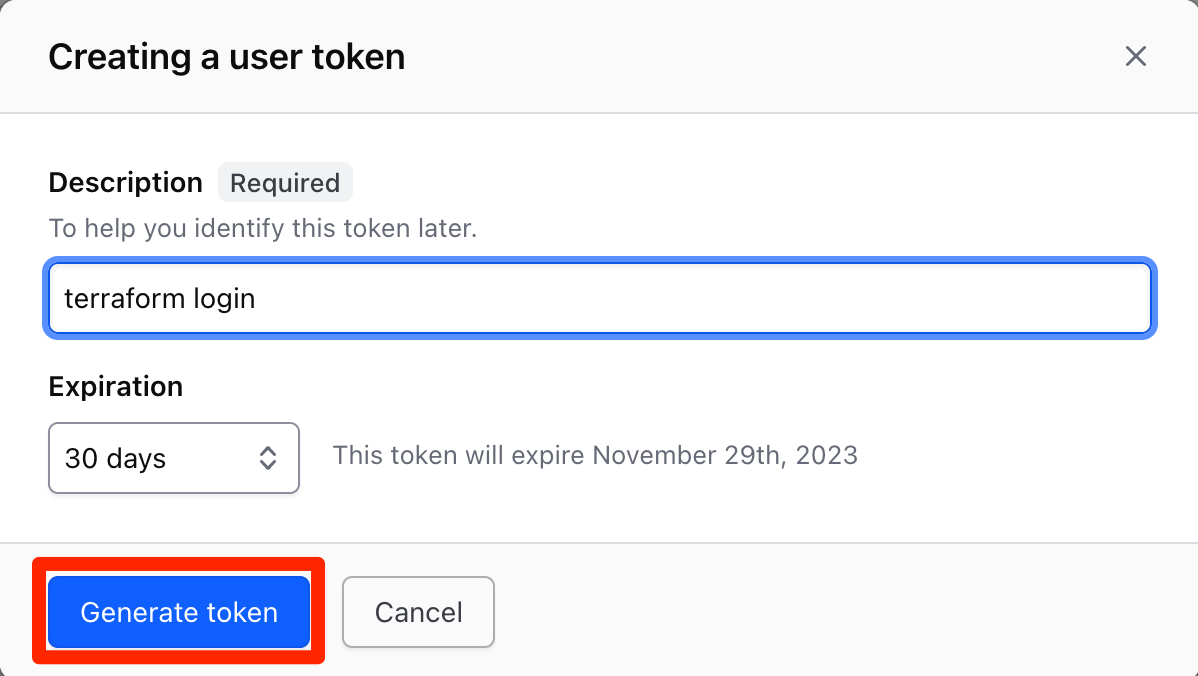 Creating a user token
Description Required
To help you identify this token later.
terraform login
Expiration
30 days This token will expire November 29th, 2023
Generate token Cancel